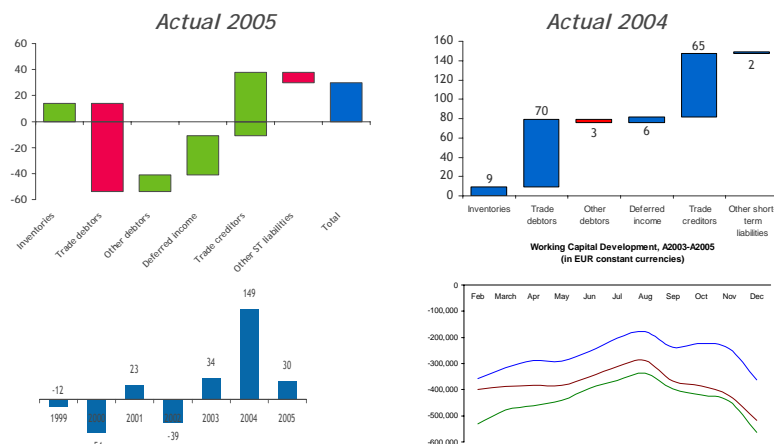 Actual 2005
60
40
20
0
-20
-40
-60
Inventories
Trade debtors
Other debtors
Deferred income
Trade creditors
Other ST liabilities
Total
Actual 2004
160
140
120
100
80
60
40
20
0
9
70
3
6
65
2
Inventories
Trade debtors
Other debtors
Deferred income
Trade creditors
Other short term liabilities
-12
23
-39
34
149
30
1999
2001
2003
2004
2005
Working Capital Development, A2003-A2005
(in EUR constant currencies)
0
-100,000
-200,000
-300,000
-400,000
-500,000
-600,000
Feb March Apr May Jun Jul Aug Sep Oct Nov Dec